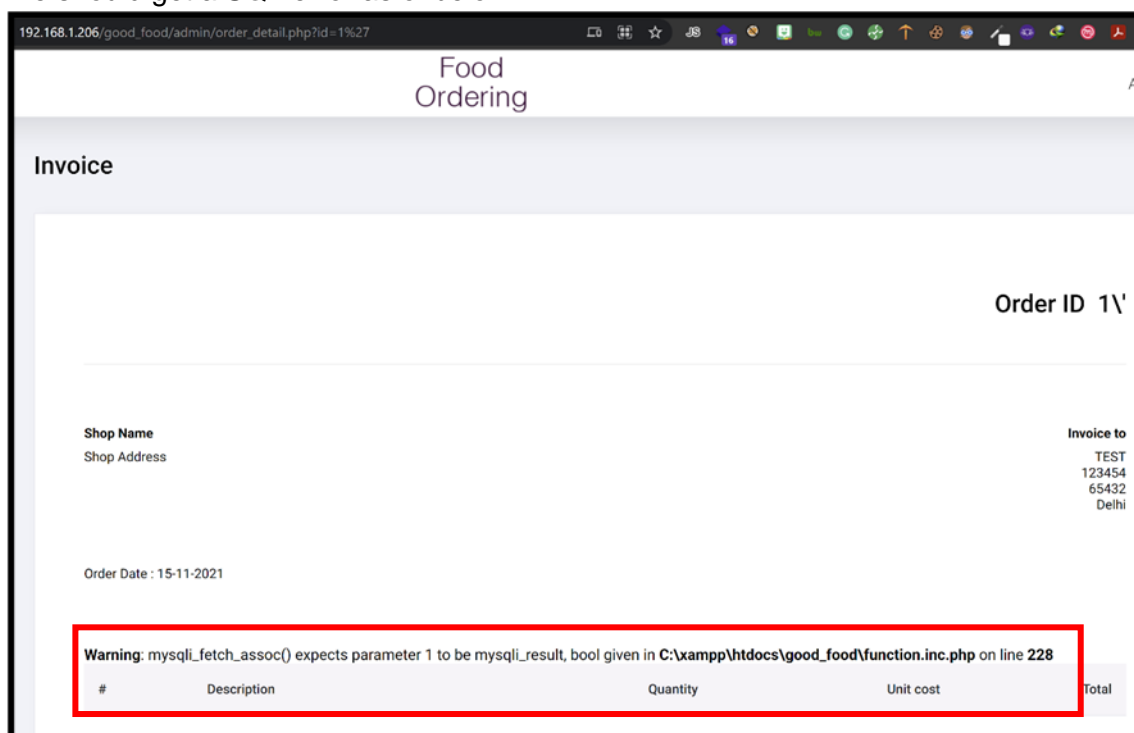 192.168.1.206/good_food/admin/order_detail.php?id=1%27
JS
16
Food
Ordering
A
Invoice
Order ID 1\'
Shop Name
Invoice to
Shop Address
TEST
123454
65432
Delhi
Order Date : 15-11-2021
Warning: mysqli_fetch_assoc() expects parameter 1 to be mysqli_result, bool given in C:\xampp\htdocs\good_food\function.inc.php on line 228
# Description Quantity Unit cost Total